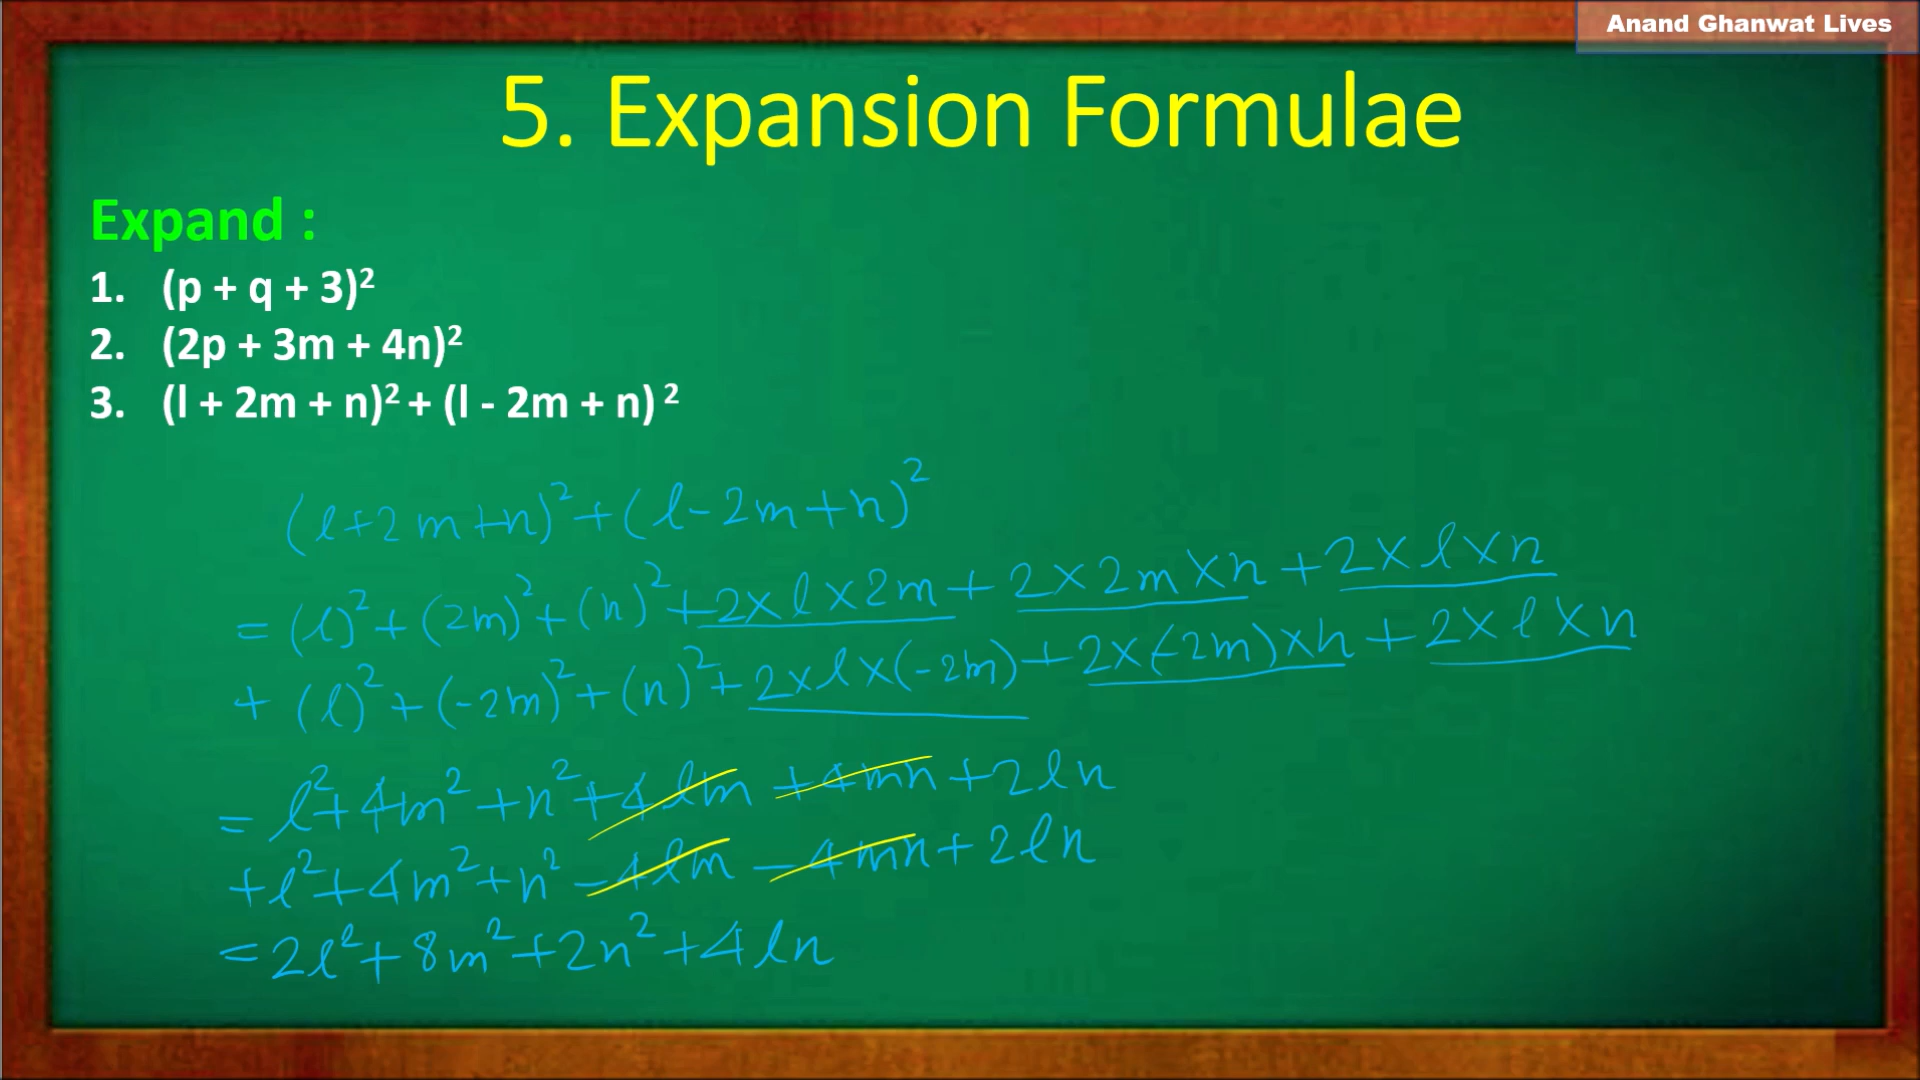 Anand Ghanwat Lives
5. Expansion Formulae
Expand :
1. (p + q + 3)²
2. (2p + 3m + 4n)²
3. (l + 2m + n)² + (l - 2m + n) ²
(l+2m+n)²+(l-2m+n)²
=(l)²+(2m)²+(n)²+2×l×2m+2×2m×n+2×l×n
+(l)²+(-2m)²+(n)²+2×l×(-2m)+2×(-2m)×n+2×l×n
=l²+4m²+n²+4lm+4mn+2ln
+l²+4m²+n²-4lm-4mn+2ln
=2l²+8m²+2n²+4ln